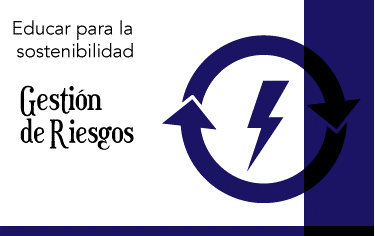 Educar para la
sostenibilidad
Gestión
de Riesgos